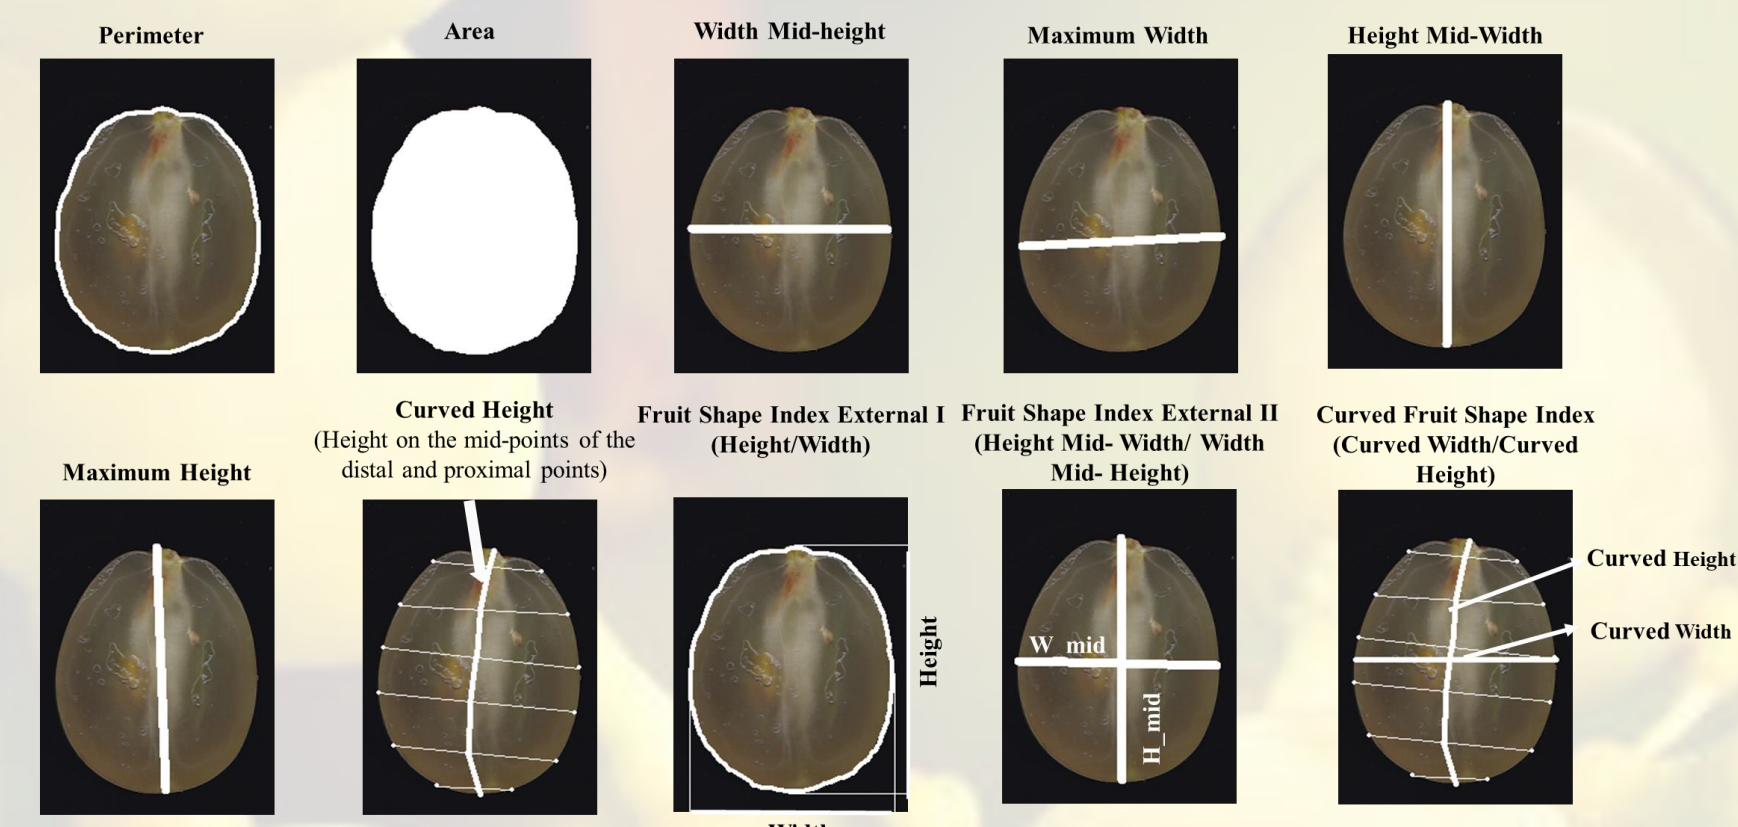 Perimeter
Area
Width Mid-height
Maximum Width
Height Mid-Width
Maximum Height
Curved Height
(Height on the mid-points of the
distal and proximal points)
Fruit Shape Index External I
(Height/Width)
Fruit Shape Index External II
(Height Mid- Width/ Width
Mid- Height)
Curved Fruit Shape Index
(Curved Width/Curved
Height)
Height
Width
W_mid
H_mid
Curved Height
Curved Width